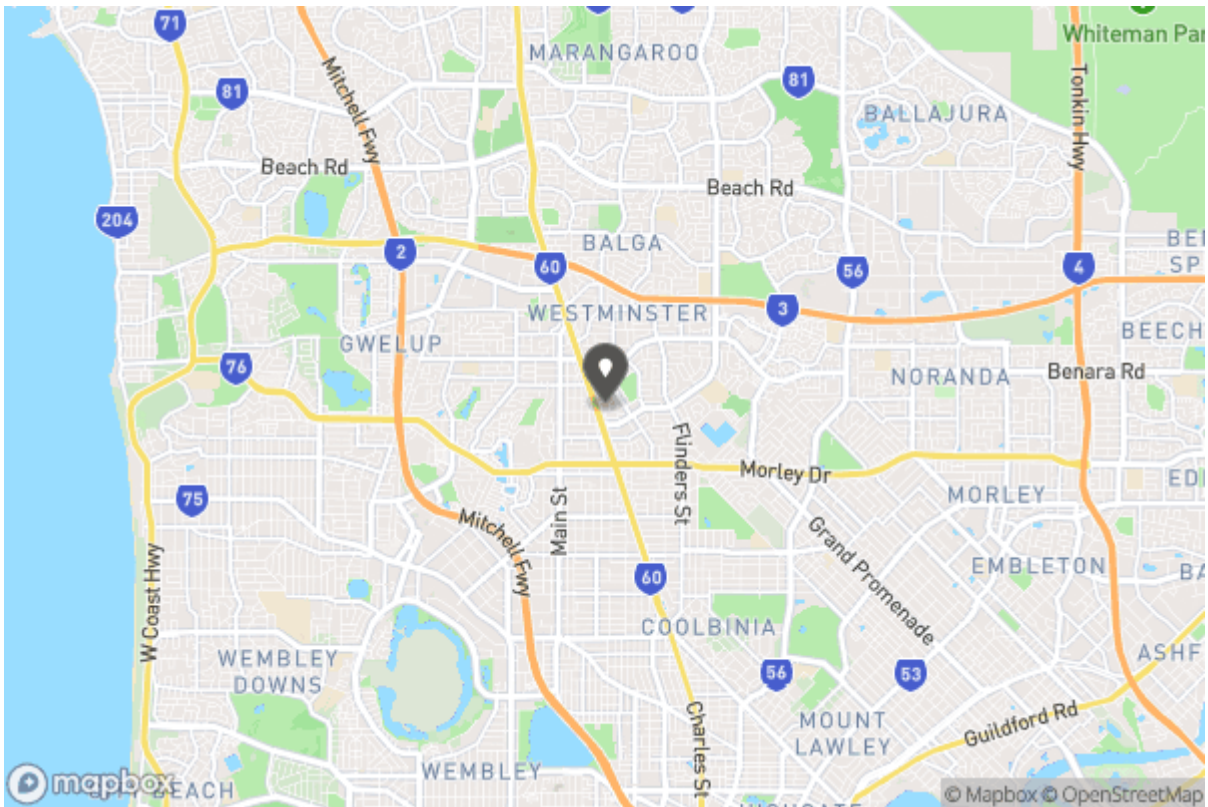 71
Whiteman Par
MARANGAROO
Mitchell Fwy
81
81
Tonkin Hwy
BALLAJURA
Beach Rd
Beach Rd
204
2
BALGA
60
56
4
BE
SP
WESTMINSTER
3
GWELUP
BEECH
76
NORANDA
Benara Rd
Flinders St
Morley Dr
ED
75
Main St
MORLEY
Mitchell Fwy
Grand Promenade
W Coast Hwy
60
EMBLETON
BA
COOLBINIA
WEMBLEY
DOWNS
56
53
ASHF
Charles St
MOUNT
LAWLEY
Guildford Rd
WEMBLEY
mapbox
BEACH
© Mapbox © OpenStreetMap